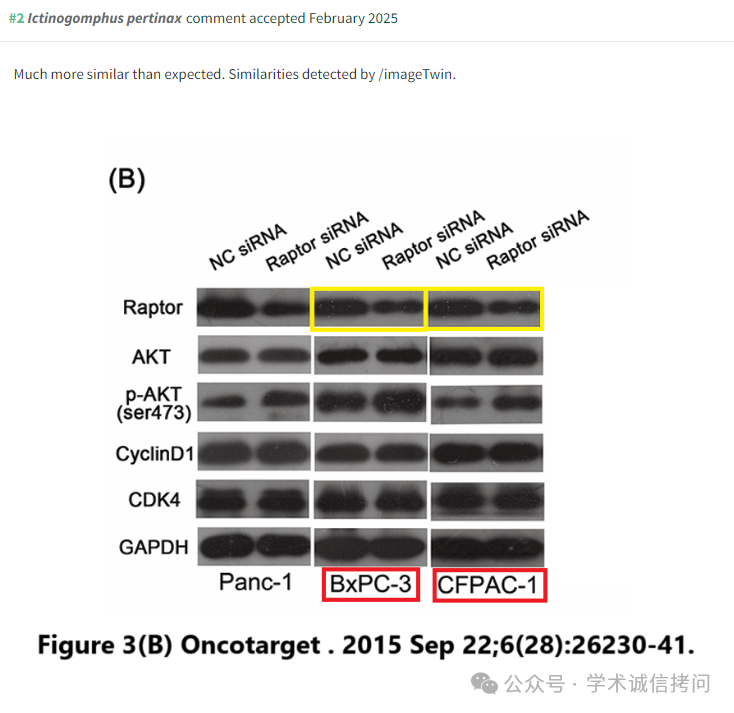 #2 Ictinogomphus pertinax comment accepted February 2025
Much more similar than expected. Similarities detected by /imageTwin.
(B)
NC siRNA Raptor siRNA NC siRNA Raptor siRNA NC siRNA Raptor siRNA
Raptor
AKT
p-AKT
(ser473)
CyclinD1
CDK4
GAPDH
Panc-1 BxPC-3 CFPAC-1
Figure 3(B) Oncotarget . 2015 Sep 22;6(28):26230-41.
公众号 · 学术诚信拷问